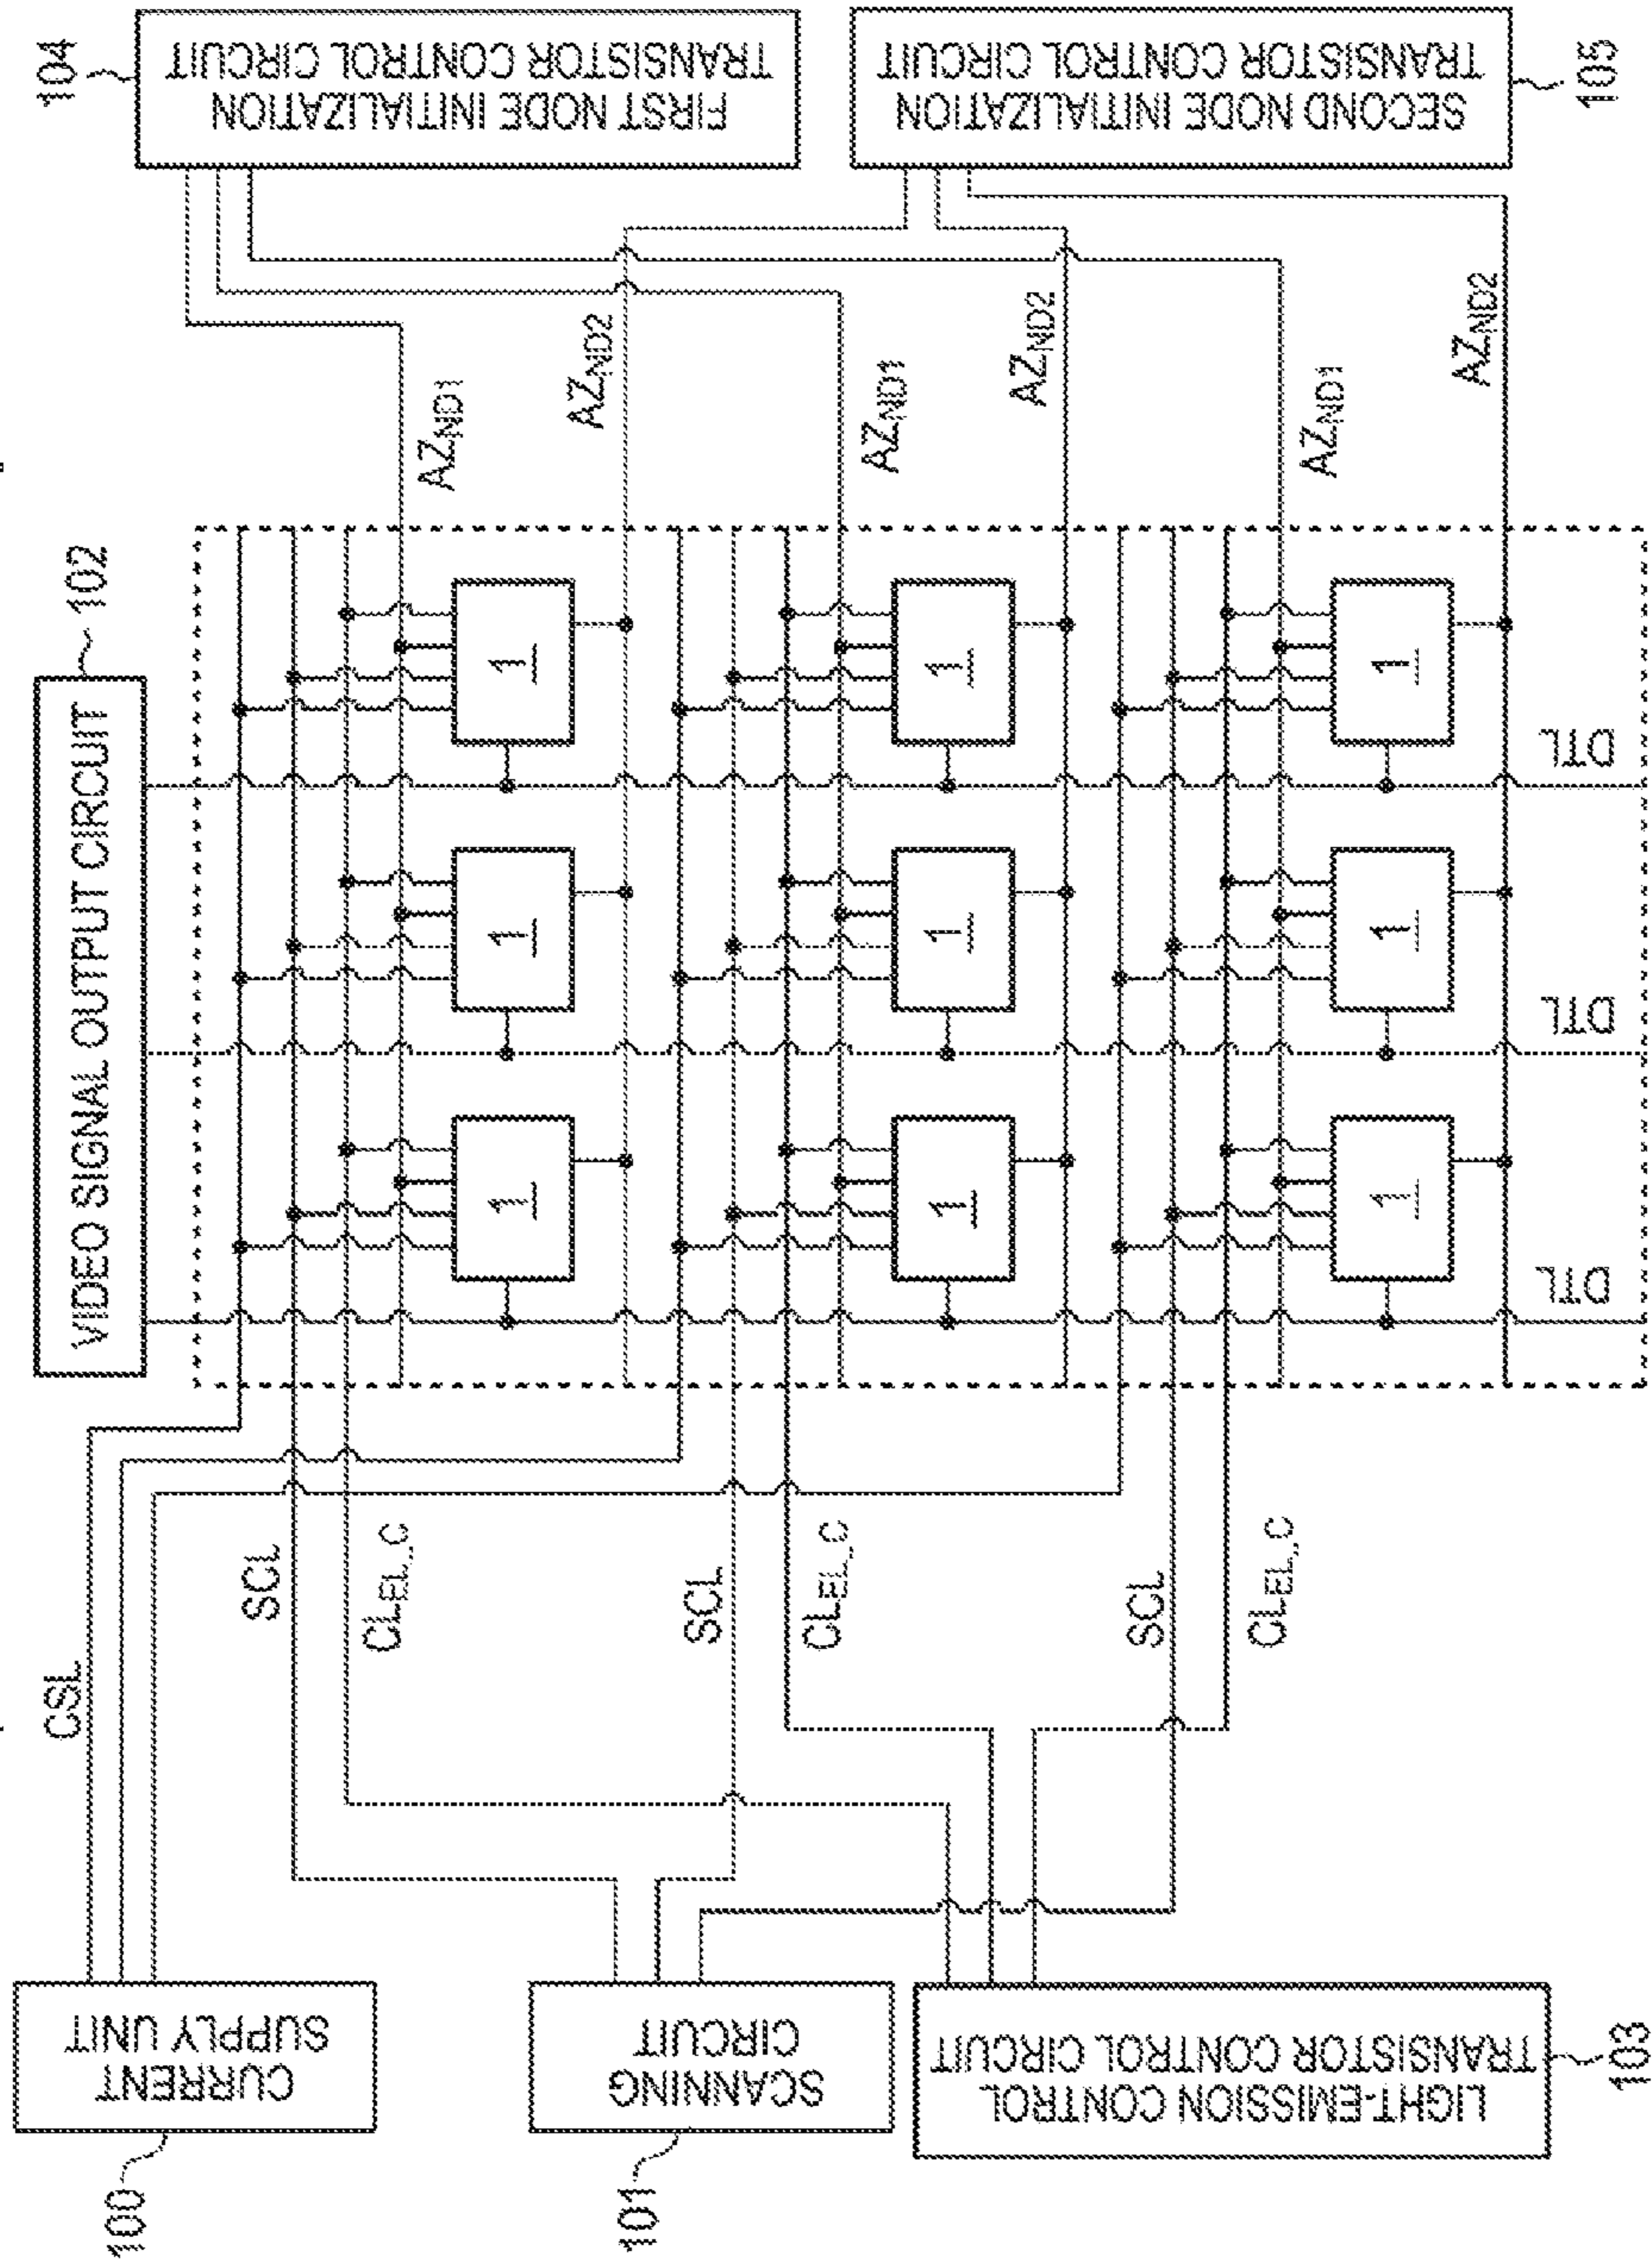 100
CURRENT
SUPPLY UNIT
101
SCANNING
CIRCUIT
LIGHT-EMISSION CONTROL
TRANSISTOR CONTROL CIRCUIT
103
CSL
SCL
CLEL_C
SCL
CLEL_C
SCL
CLEL_C
VIDEO SIGNAL OUTPUT CIRCUIT
102
1
1
1
1
1
1
1
1
1
DTL
DTL
DTL
AZND1
AZND2
AZND1
AZND2
AZND1
AZND2
104
FIRST NODE INITIALIZATION
TRANSISTOR CONTROL CIRCUIT
SECOND NODE INITIALIZATION
TRANSISTOR CONTROL CIRCUIT
105